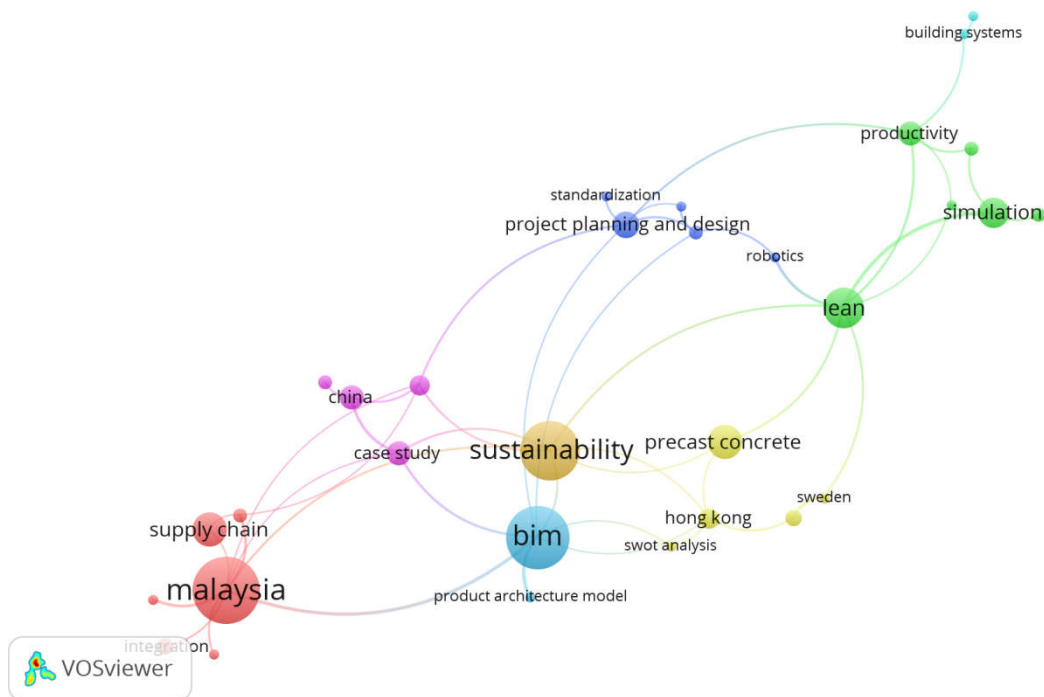 building systems
productivity
standardization
simulation
project planning and design
robotics
lean
china
sustainability
precast concrete
case study
sweden
supply chain
hong kong
bim
swot analysis
malaysia
product architecture model
integration
VOSviewer